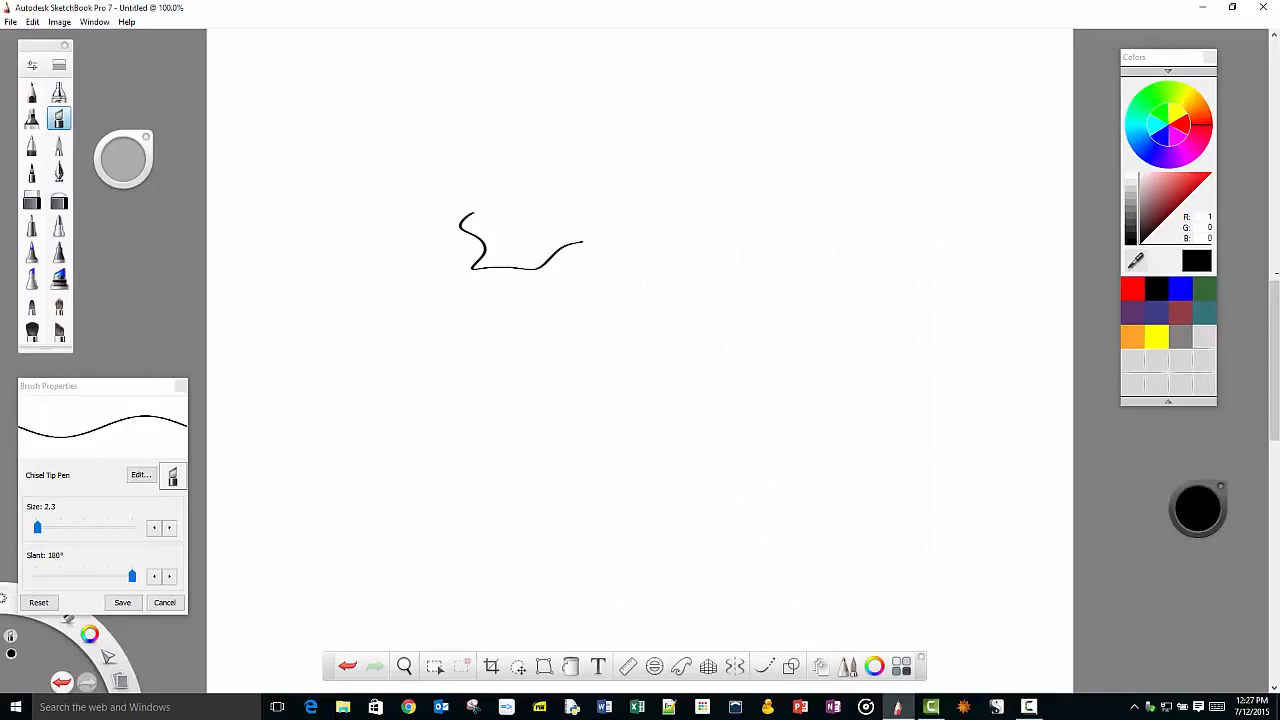 Autodesk SketchBook Pro 7 - Untitled @ 100.0%
File Edit Image Window Help
Colors
R: 1
G: 0
B: 0
Brush Properties
Chisel Tip Pen Edit...
Size: 2.3
Slant: 180°
Reset Save Cancel
T
Search the web and Windows
12:27 PM
7/12/2015